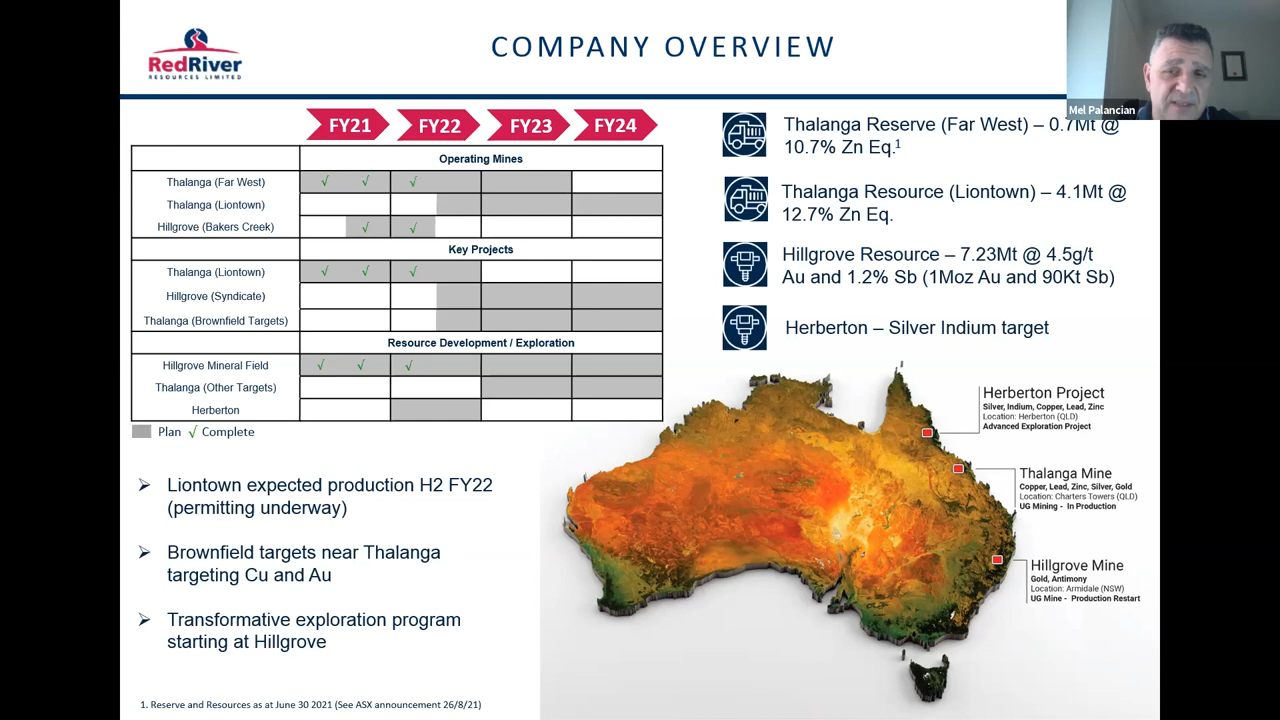 RedRiver
RESOURCES LIMITED
COMPANY OVERVIEW
Mel Palancian
FY21 FY22 FY23 FY24
Operating Mines
Thalanga (Far West) √ √ √
Thalanga (Liontown)
Hillgrove (Bakers Creek) √ √
Key Projects
Thalanga (Liontown) √ √ √
Hillgrove (Syndicate)
Thalanga (Brownfield Targets)
Resource Development / Exploration
Hillgrove Mineral Field √ √ √
Thalanga (Other Targets)
Herberton
Plan √ Complete
➢ Liontown expected production H2 FY22
(permitting underway)
➢ Brownfield targets near Thalanga
targeting Cu and Au
➢ Transformative exploration program
starting at Hillgrove
Thalanga Reserve (Far West) – 0.7Mt @
10.7% Zn Eq.¹
Thalanga Resource (Liontown) – 4.1Mt @
12.7% Zn Eq.
Hillgrove Resource – 7.23Mt @ 4.5g/t
Au and 1.2% Sb (1Moz Au and 90Kt Sb)
Herberton – Silver Indium target
Herberton Project
Silver, Indium, Copper, Lead, Zinc
Location: Herberton (QLD)
Advanced Exploration Project
Thalanga Mine
Copper, Lead, Zinc, Silver, Gold
Location: Charters Towers (QLD)
UG Mining - In Production
Hillgrove Mine
Gold, Antimony
Location: Armidale (NSW)
UG Mine - Production Restart
1. Reserve and Resources as at June 30 2021 (See ASX announcement 26/8/21)